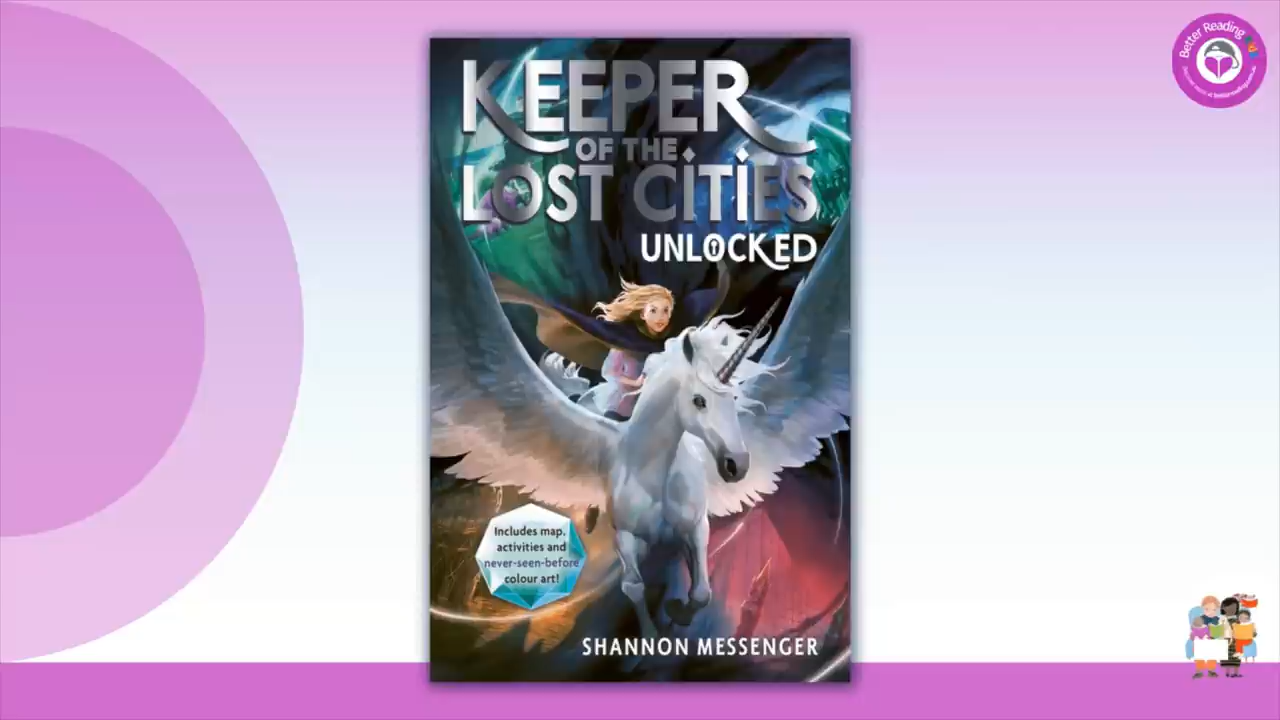 KEEPER
OF THE
LOST CiTiES
UNLOCKED
Includes map,
activities and
never-seen-before
colour art!
SHANNON MESSENGER
Better Reading